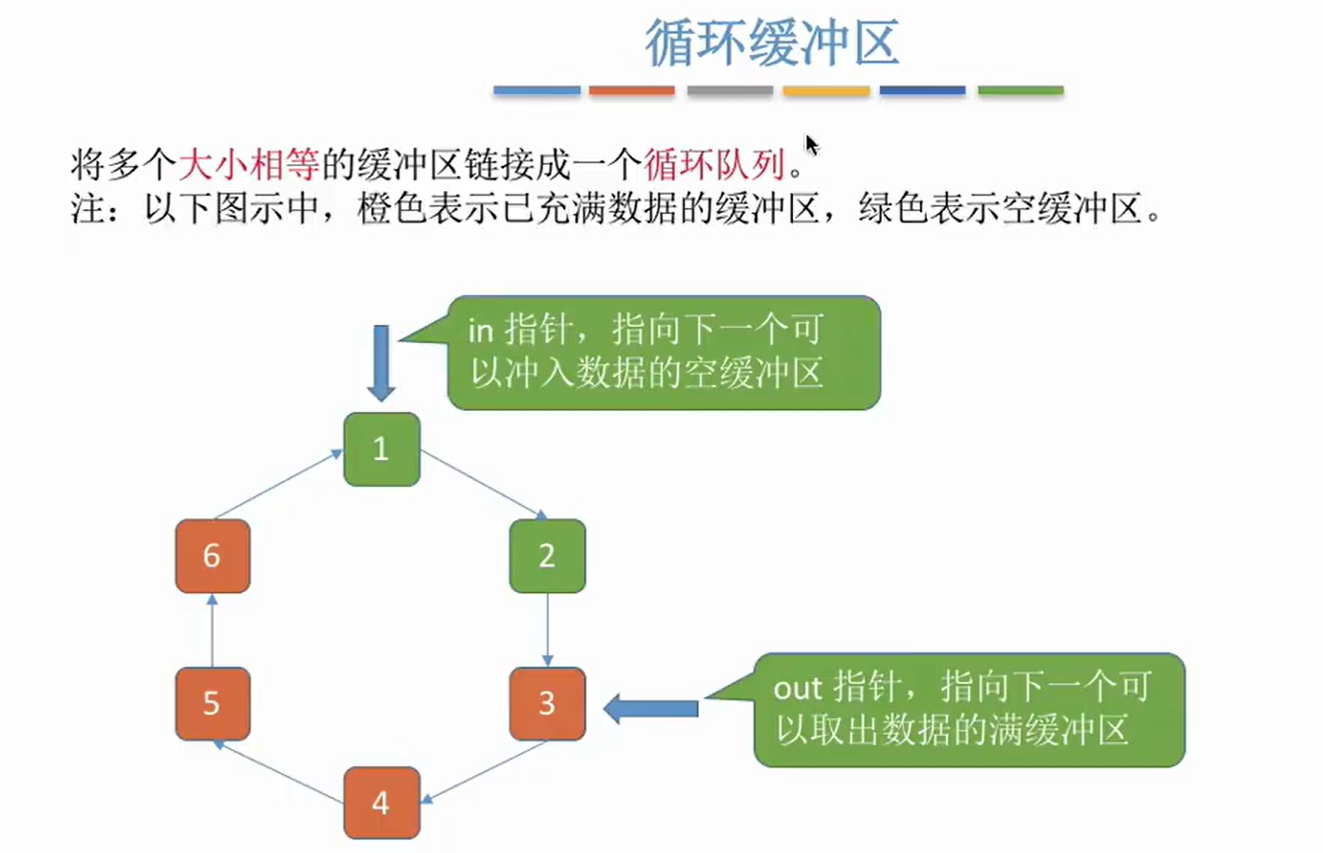 循环缓冲区
将多个大小相等的缓冲区链接成一个循环队列。
注：以下图示中，橙色表示已充满数据的缓冲区，绿色表示空缓冲区。
in 指针，指向下一个可
以冲入数据的空缓冲区
1
6
2
5
3
out 指针，指向下一个可
以取出数据的满缓冲区
4